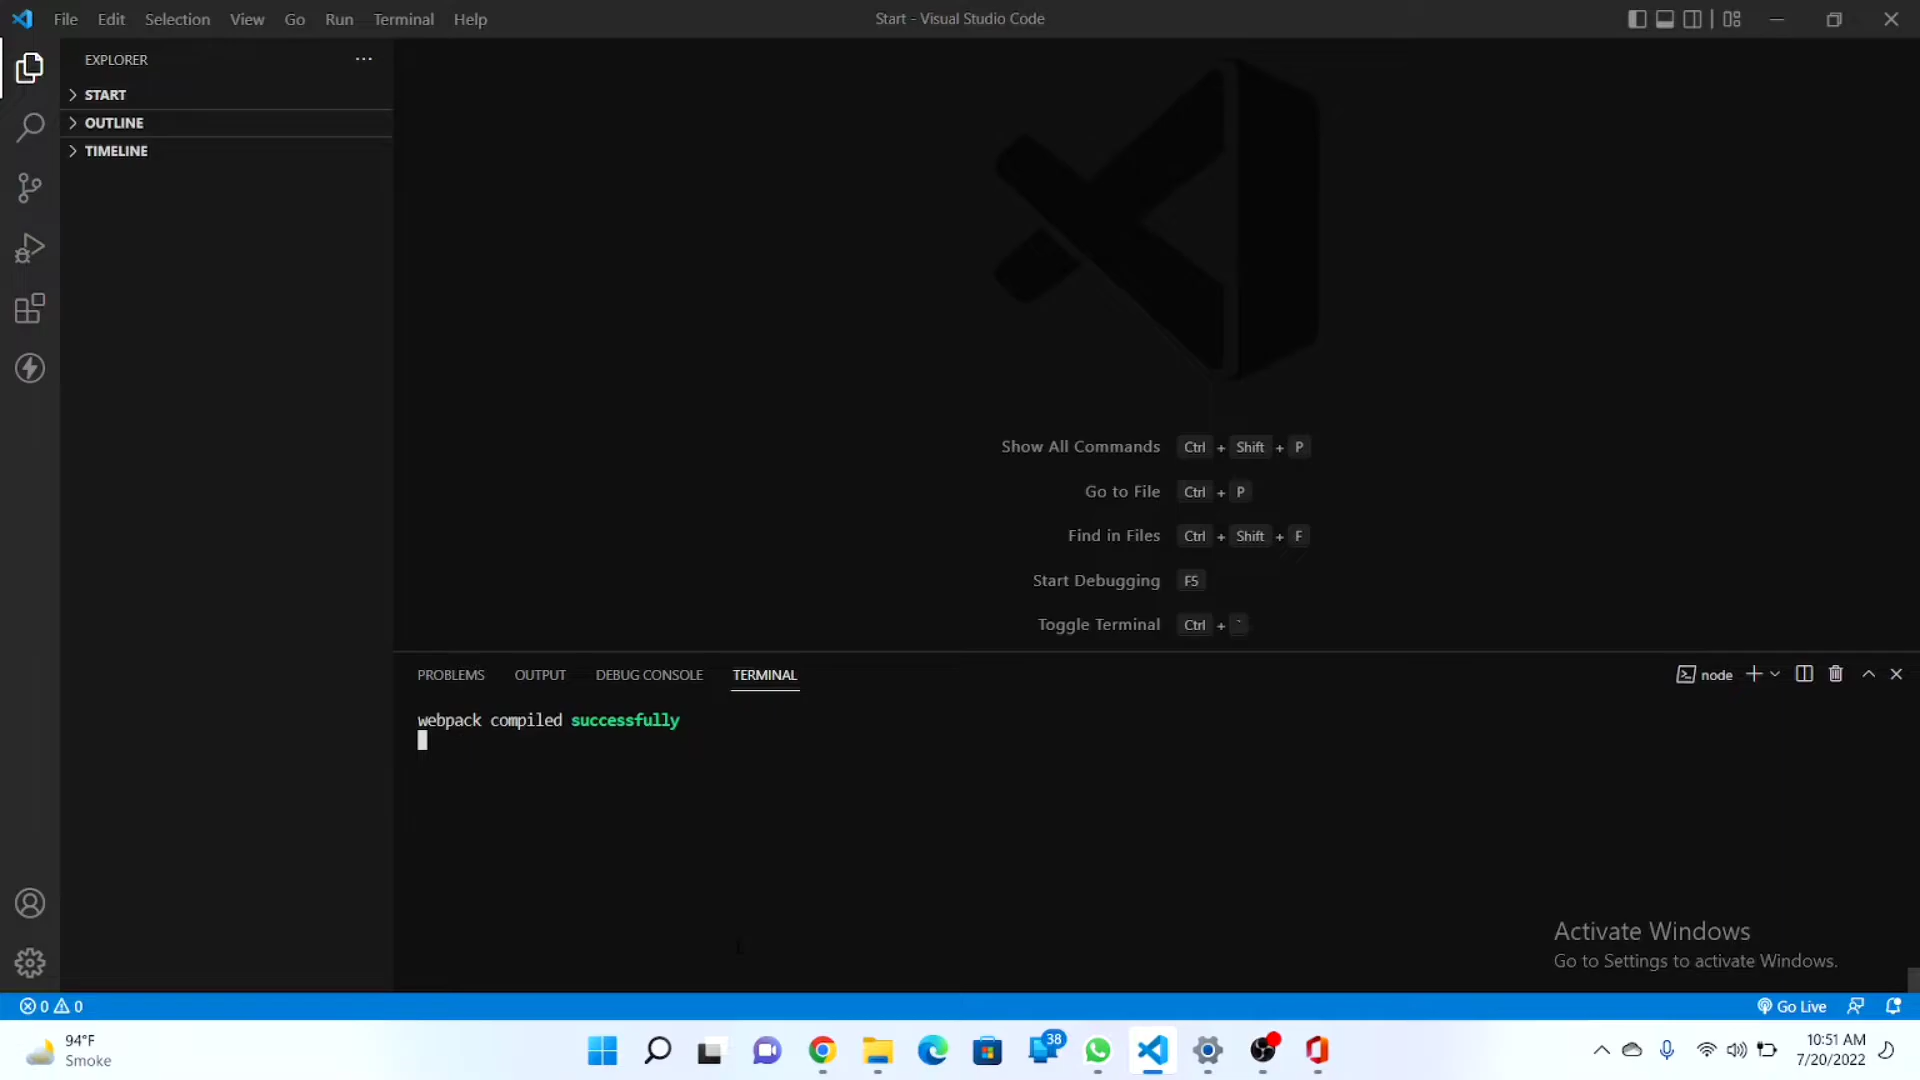 File Edit Selection View Go Run Terminal Help
Start - Visual Studio Code
EXPLORER
START
OUTLINE
TIMELINE
Show All Commands Ctrl + Shift + P
Go to File Ctrl + P
Find in Files Ctrl + Shift + F
Start Debugging F5
Toggle Terminal Ctrl + `
PROBLEMS OUTPUT DEBUG CONSOLE TERMINAL
node
webpack compiled successfully
Activate Windows
Go to Settings to activate Windows.
0 0
Go Live
94°F
Smoke
38
10:51 AM
7/20/2022